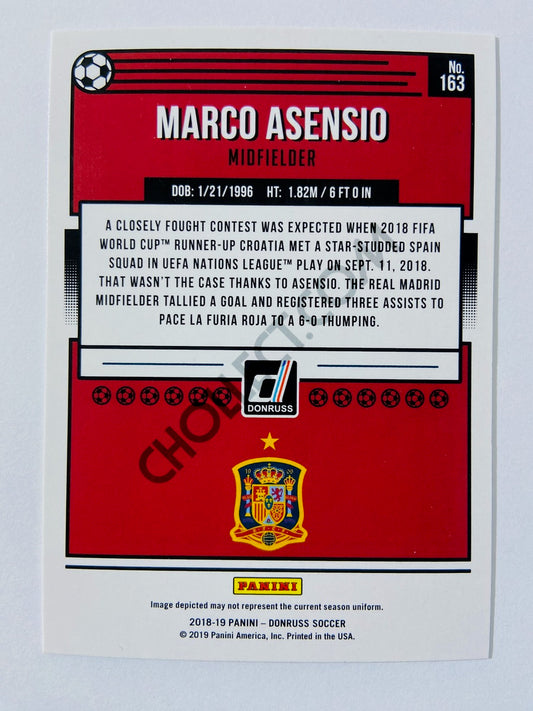 No.
163
MARCO ASENSIO
MIDFIELDER
DOB: 1/21/1996 HT: 1.82M / 6 FT 0 IN
A CLOSELY FOUGHT CONTEST WAS EXPECTED WHEN 2018 FIFA
WORLD CUP™ RUNNER-UP CROATIA MET A STAR-STUDDED SPAIN
SQUAD IN UEFA NATIONS LEAGUE™ PLAY ON SEPT. 11, 2018.
THAT WASN'T THE CASE THANKS TO ASENSIO. THE REAL MADRID
MIDFIELDER TALLIED A GOAL AND REGISTERED THREE ASSISTS TO
PACE LA FURIA ROJA TO A 6-0 THUMPING.
CHOLLECT.COM
DONRUSS
PANINI
Image depicted may not represent the current season uniform.
2018-19 PANINI – DONRUSS SOCCER
© 2019 Panini America, Inc. Printed in the USA.